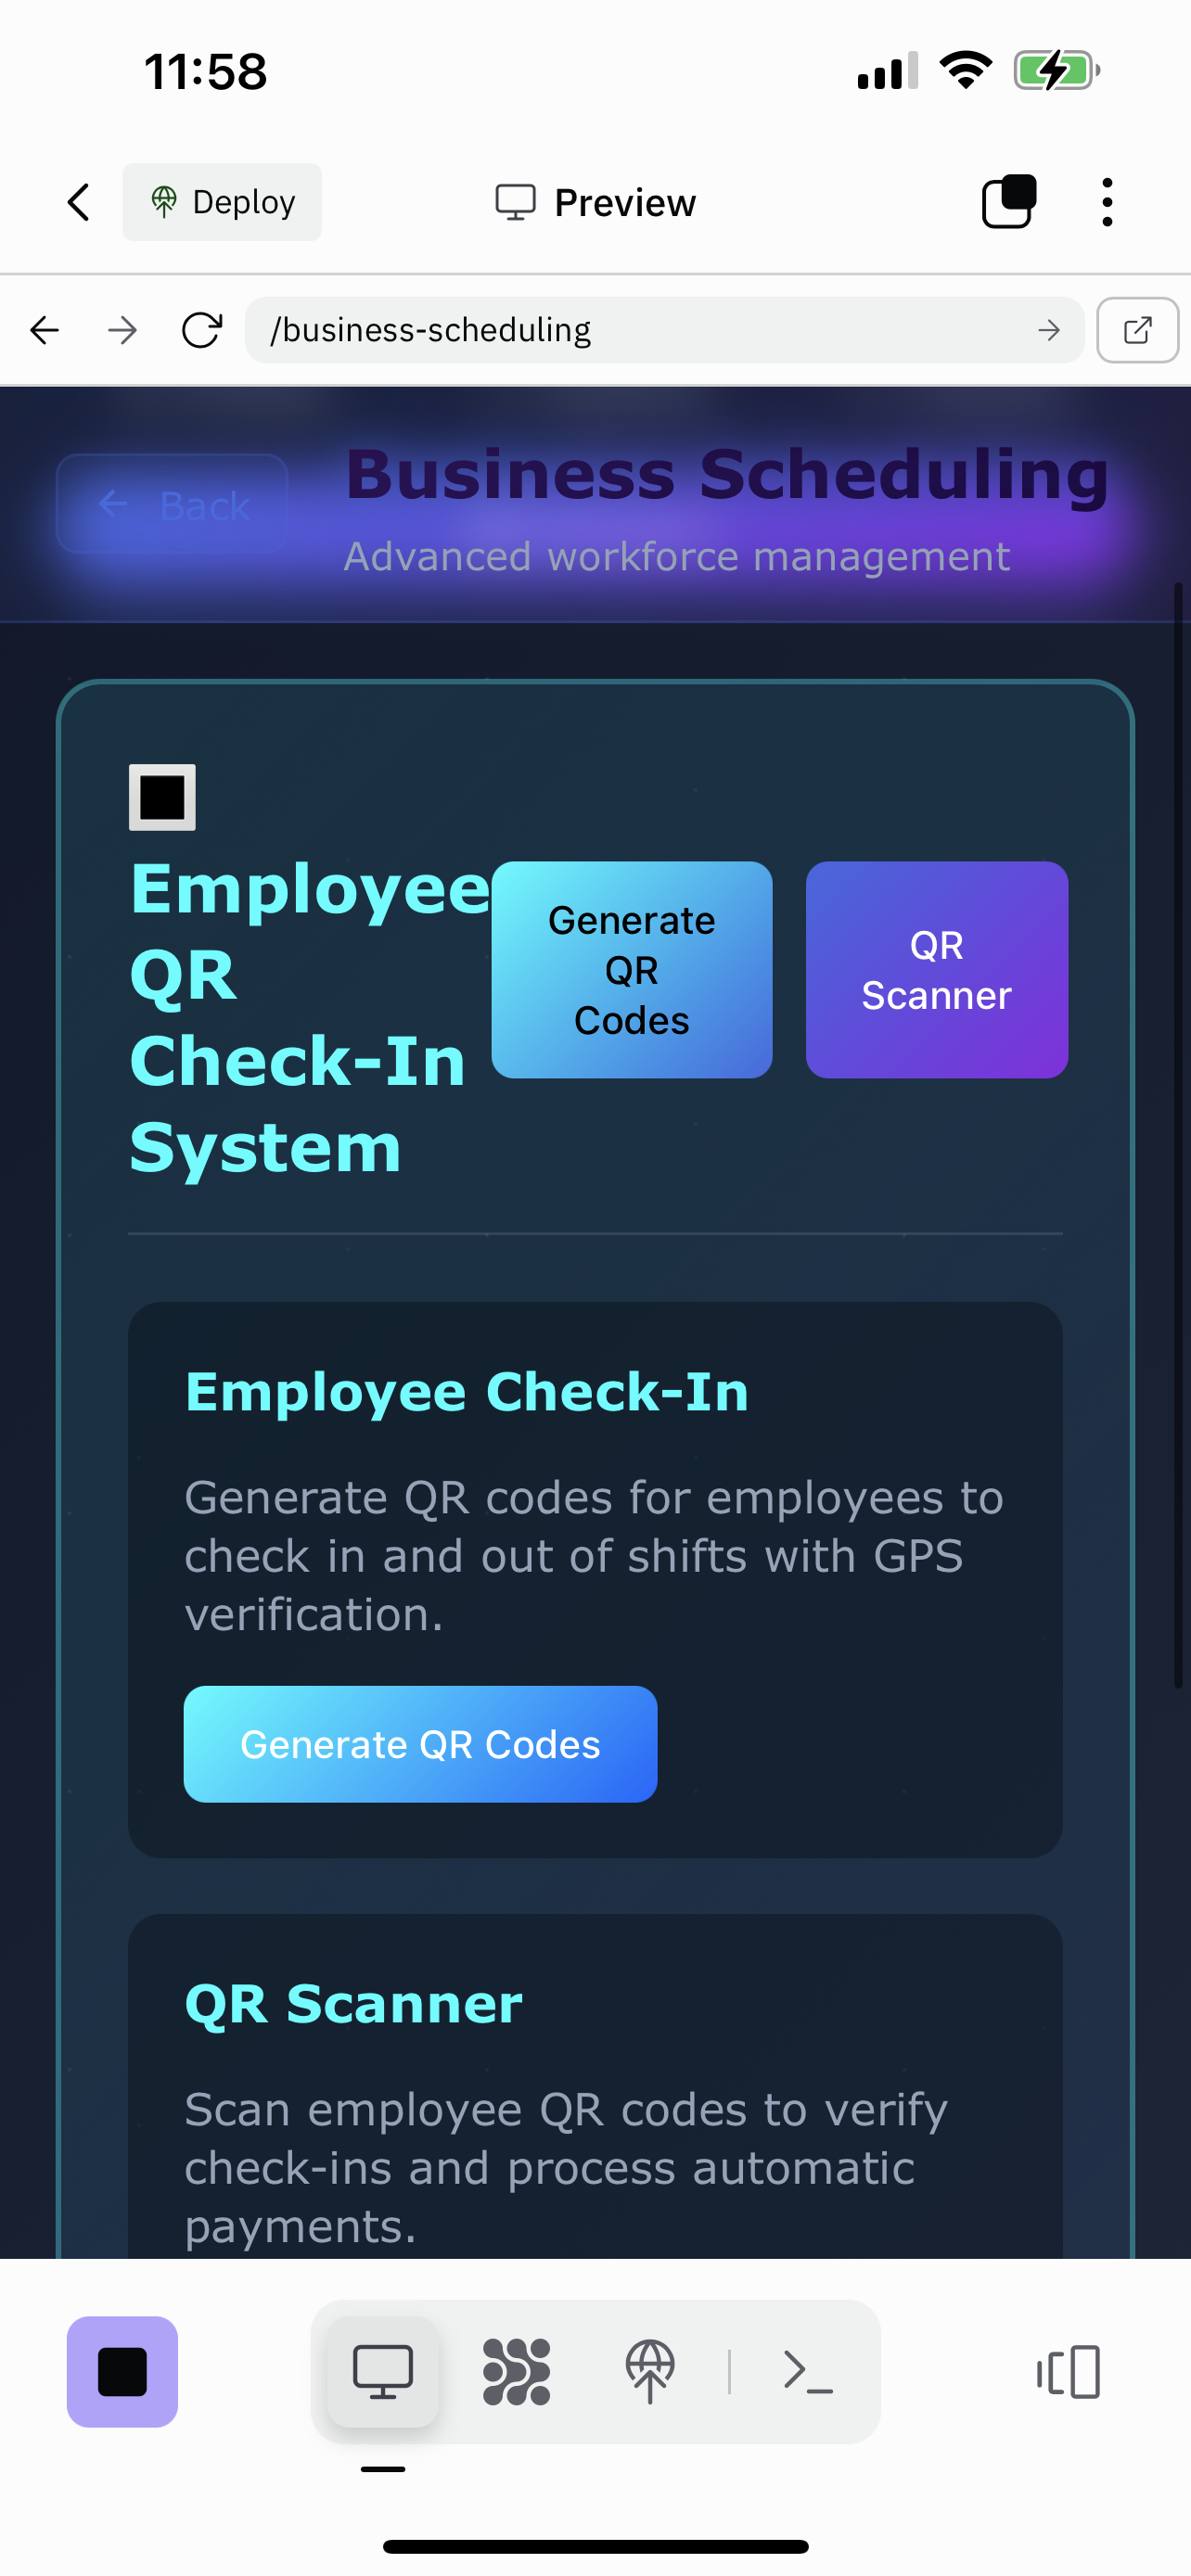 11:58
Deploy
Preview
/business-scheduling
Back
Business Scheduling
Advanced workforce management
Employee
QR
Check-In
System
Generate
QR
Codes
QR
Scanner
Employee Check-In
Generate QR codes for employees to
check in and out of shifts with GPS
verification.
Generate QR Codes
QR Scanner
Scan employee QR codes to verify
check-ins and process automatic
payments.